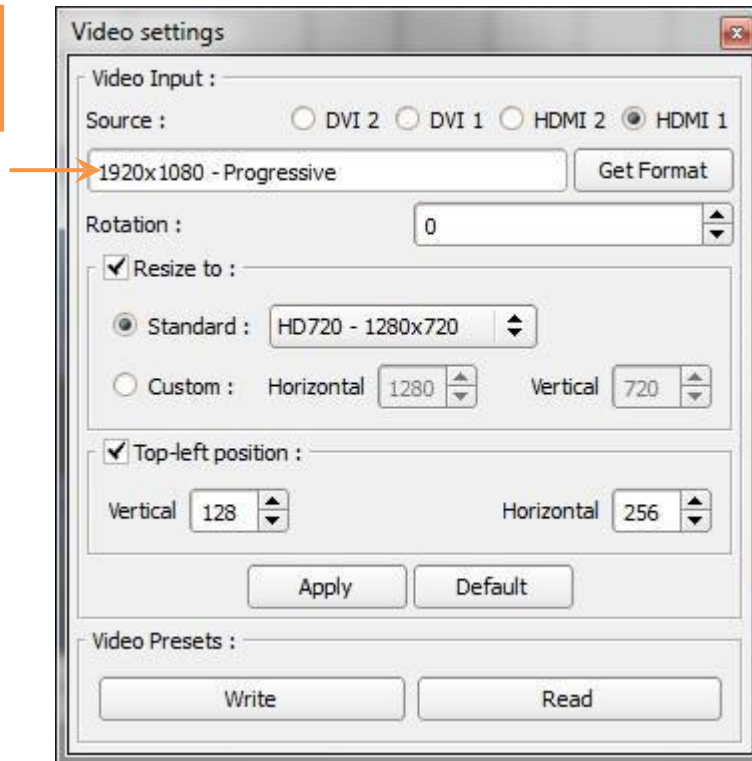 Video settings
Video Input :
Source : DVI 2 DVI 1 HDMI 2 HDMI 1
1920x1080 - Progressive Get Format
Rotation : 0
Resize to :
Standard : HD720 - 1280x720
Custom : Horizontal 1280 Vertical 720
Top-left position :
Vertical 128 Horizontal 256
Apply Default
Video Presets :
Write Read